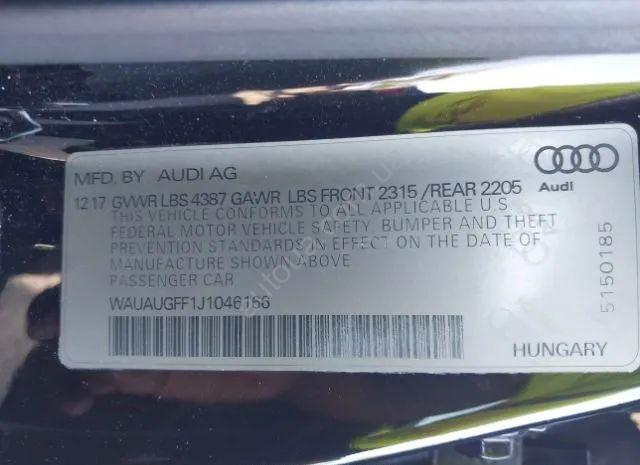 MFD. BY AUDI AG
12 17 GVWR LBS 4387 GAWR LBS FRONT 2315 /REAR 2205
THIS VEHICLE CONFORMS TO ALL APPLICABLE U.S.
FEDERAL MOTOR VEHICLE SAFETY, BUMPER AND THEFT
PREVENTION STANDARDS IN EFFECT ON THE DATE OF
MANUFACTURE SHOWN ABOVE
PASSENGER CAR
WAUAUGFF1J1046166
HUNGARY
Audi
5150185